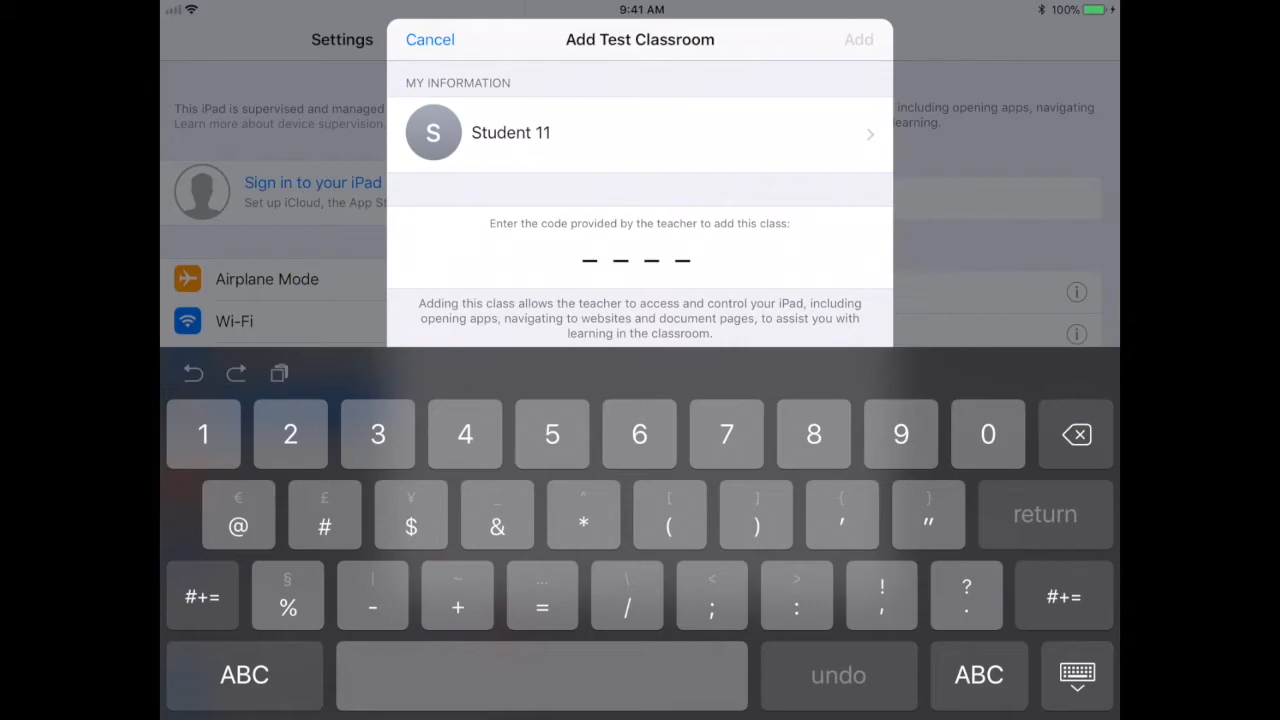 9:41 AM
100%
Settings
Cancel
Add Test Classroom
Add
MY INFORMATION
This iPad is supervised and managed
including opening apps, navigating
Learn more about device supervision,
learning.
S
Student 11
Sign in to your iPad
Set up iCloud, the App St
Enter the code provided by the teacher to add this class:
_ _ _ _
Airplane Mode
Wi-Fi
Adding this class allows the teacher to access and control your iPad, including
opening apps, navigating to websites and document pages, to assist you with
learning in the classroom.
1 2 3 4 5 6 7 8 9 0
€ £ ¥ _ ^ [ ] { }
@ # $ & * ( ) ' " return
§ | ~ … \ < > ! ?
#+= % - + = / ; : , . #+=
ABC undo ABC